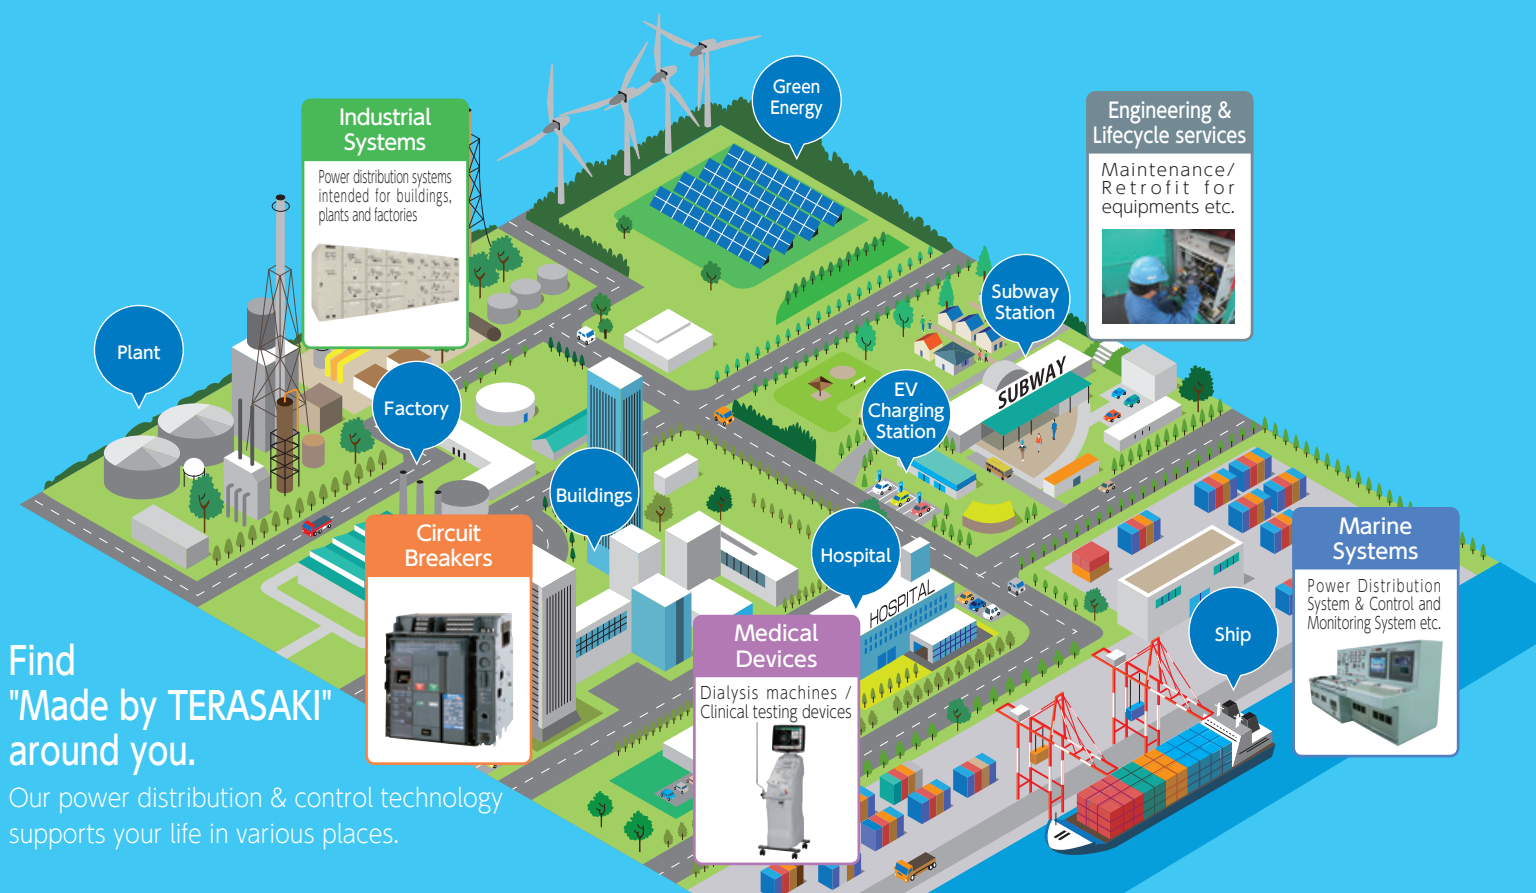 Green
Energy
Industrial
Systems
Power distribution systems
intended for buildings,
plants and factories
Engineering &
Lifecycle services
Maintenance/
Retrofit for
equipments etc.
Subway
Station
Plant
SUBWAY
Factory
EV
Charging
Station
Buildings
Circuit
Breakers
Hospital
HOSPITAL
Marine
Systems
Power Distribution
System & Control and
Monitoring System etc.
Ship
Medical
Devices
Dialysis machines /
Clinical testing devices
Find
"Made by TERASAKI"
around you.
Our power distribution & control technology
supports your life in various places.